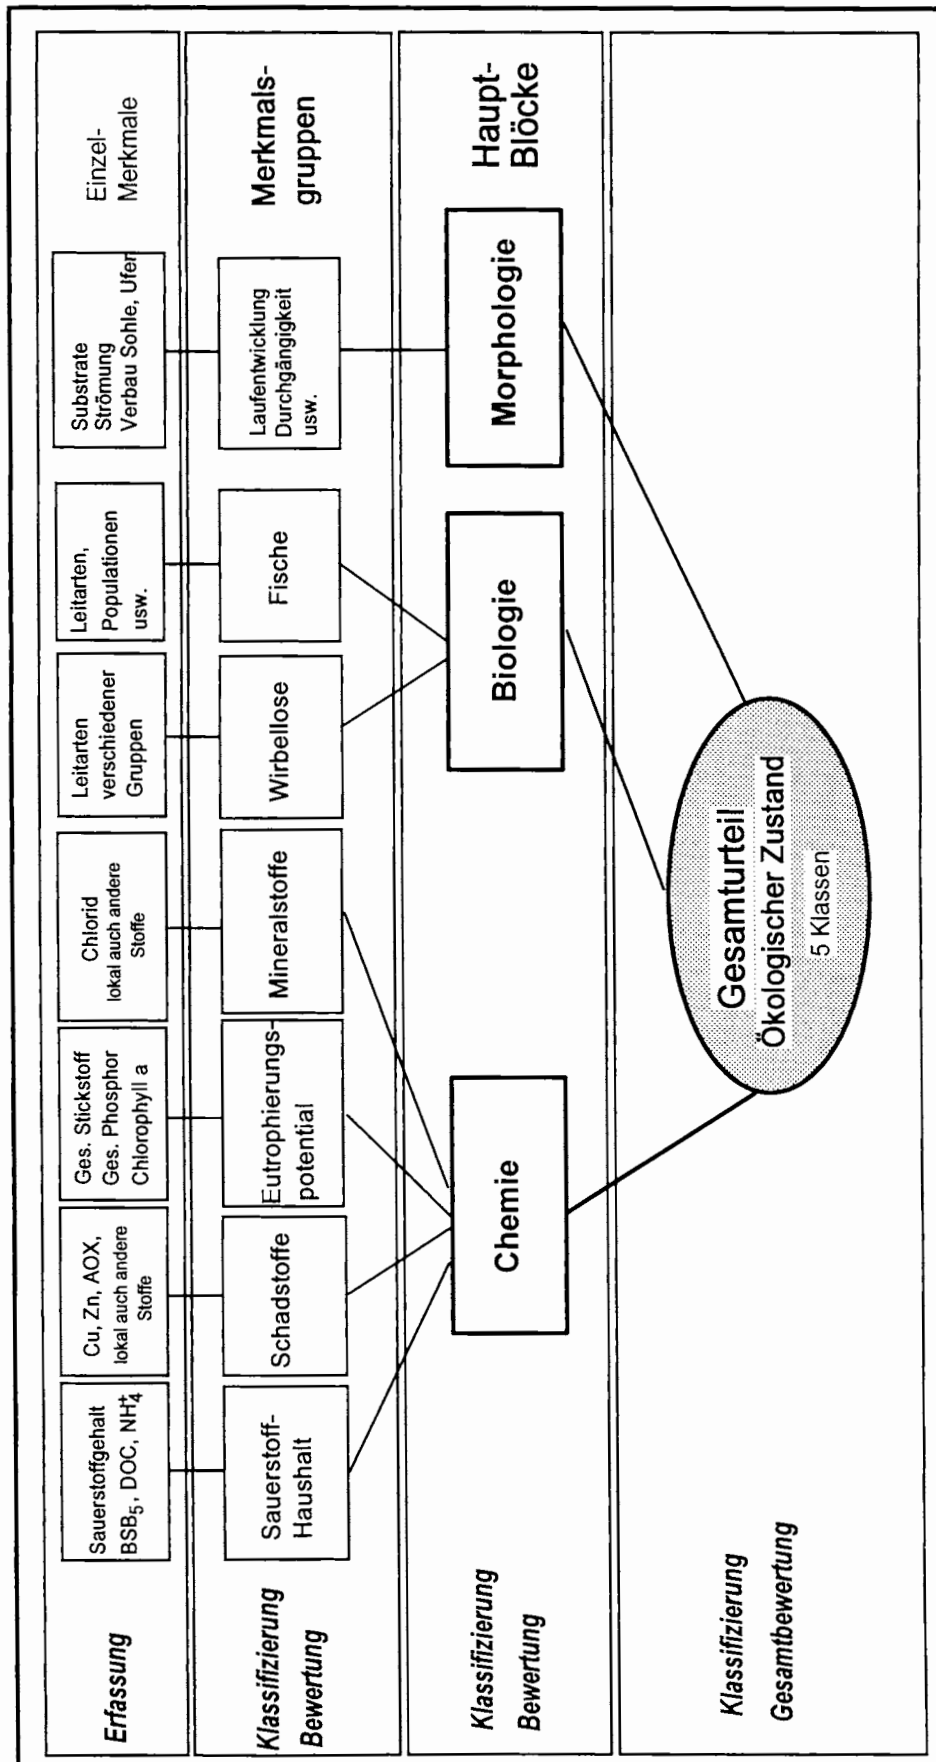 Erfassung
Sauerstoffgehalt
BSB₅, DOC, NH₄⁺
Cu, Zn, AOX,
lokal auch andere
Stoffe
Ges. Stickstoff
Ges. Phosphor
Chlorophyll a
Chlorid
lokal auch andere
Stoffe
Leitarten
verschiedener
Gruppen
Leitarten,
Populationen
usw.
Substrate
Strömung
Verbau Sohle, Ufer
Einzel-
Merkmale
Klassifizierung
Bewertung
Sauerstoff-
Haushalt
Schadstoffe
Eutrophierungs-
potential
Mineralstoffe
Wirbellose
Fische
Laufentwicklung
Durchgängigkeit
usw.
Merkmals-
gruppen
Klassifizierung
Bewertung
Chemie
Biologie
Morphologie
Haupt-
Blöcke
Klassifizierung
Gesamtbewertung
Gesamturteil
Ökologischer Zustand
5 Klassen